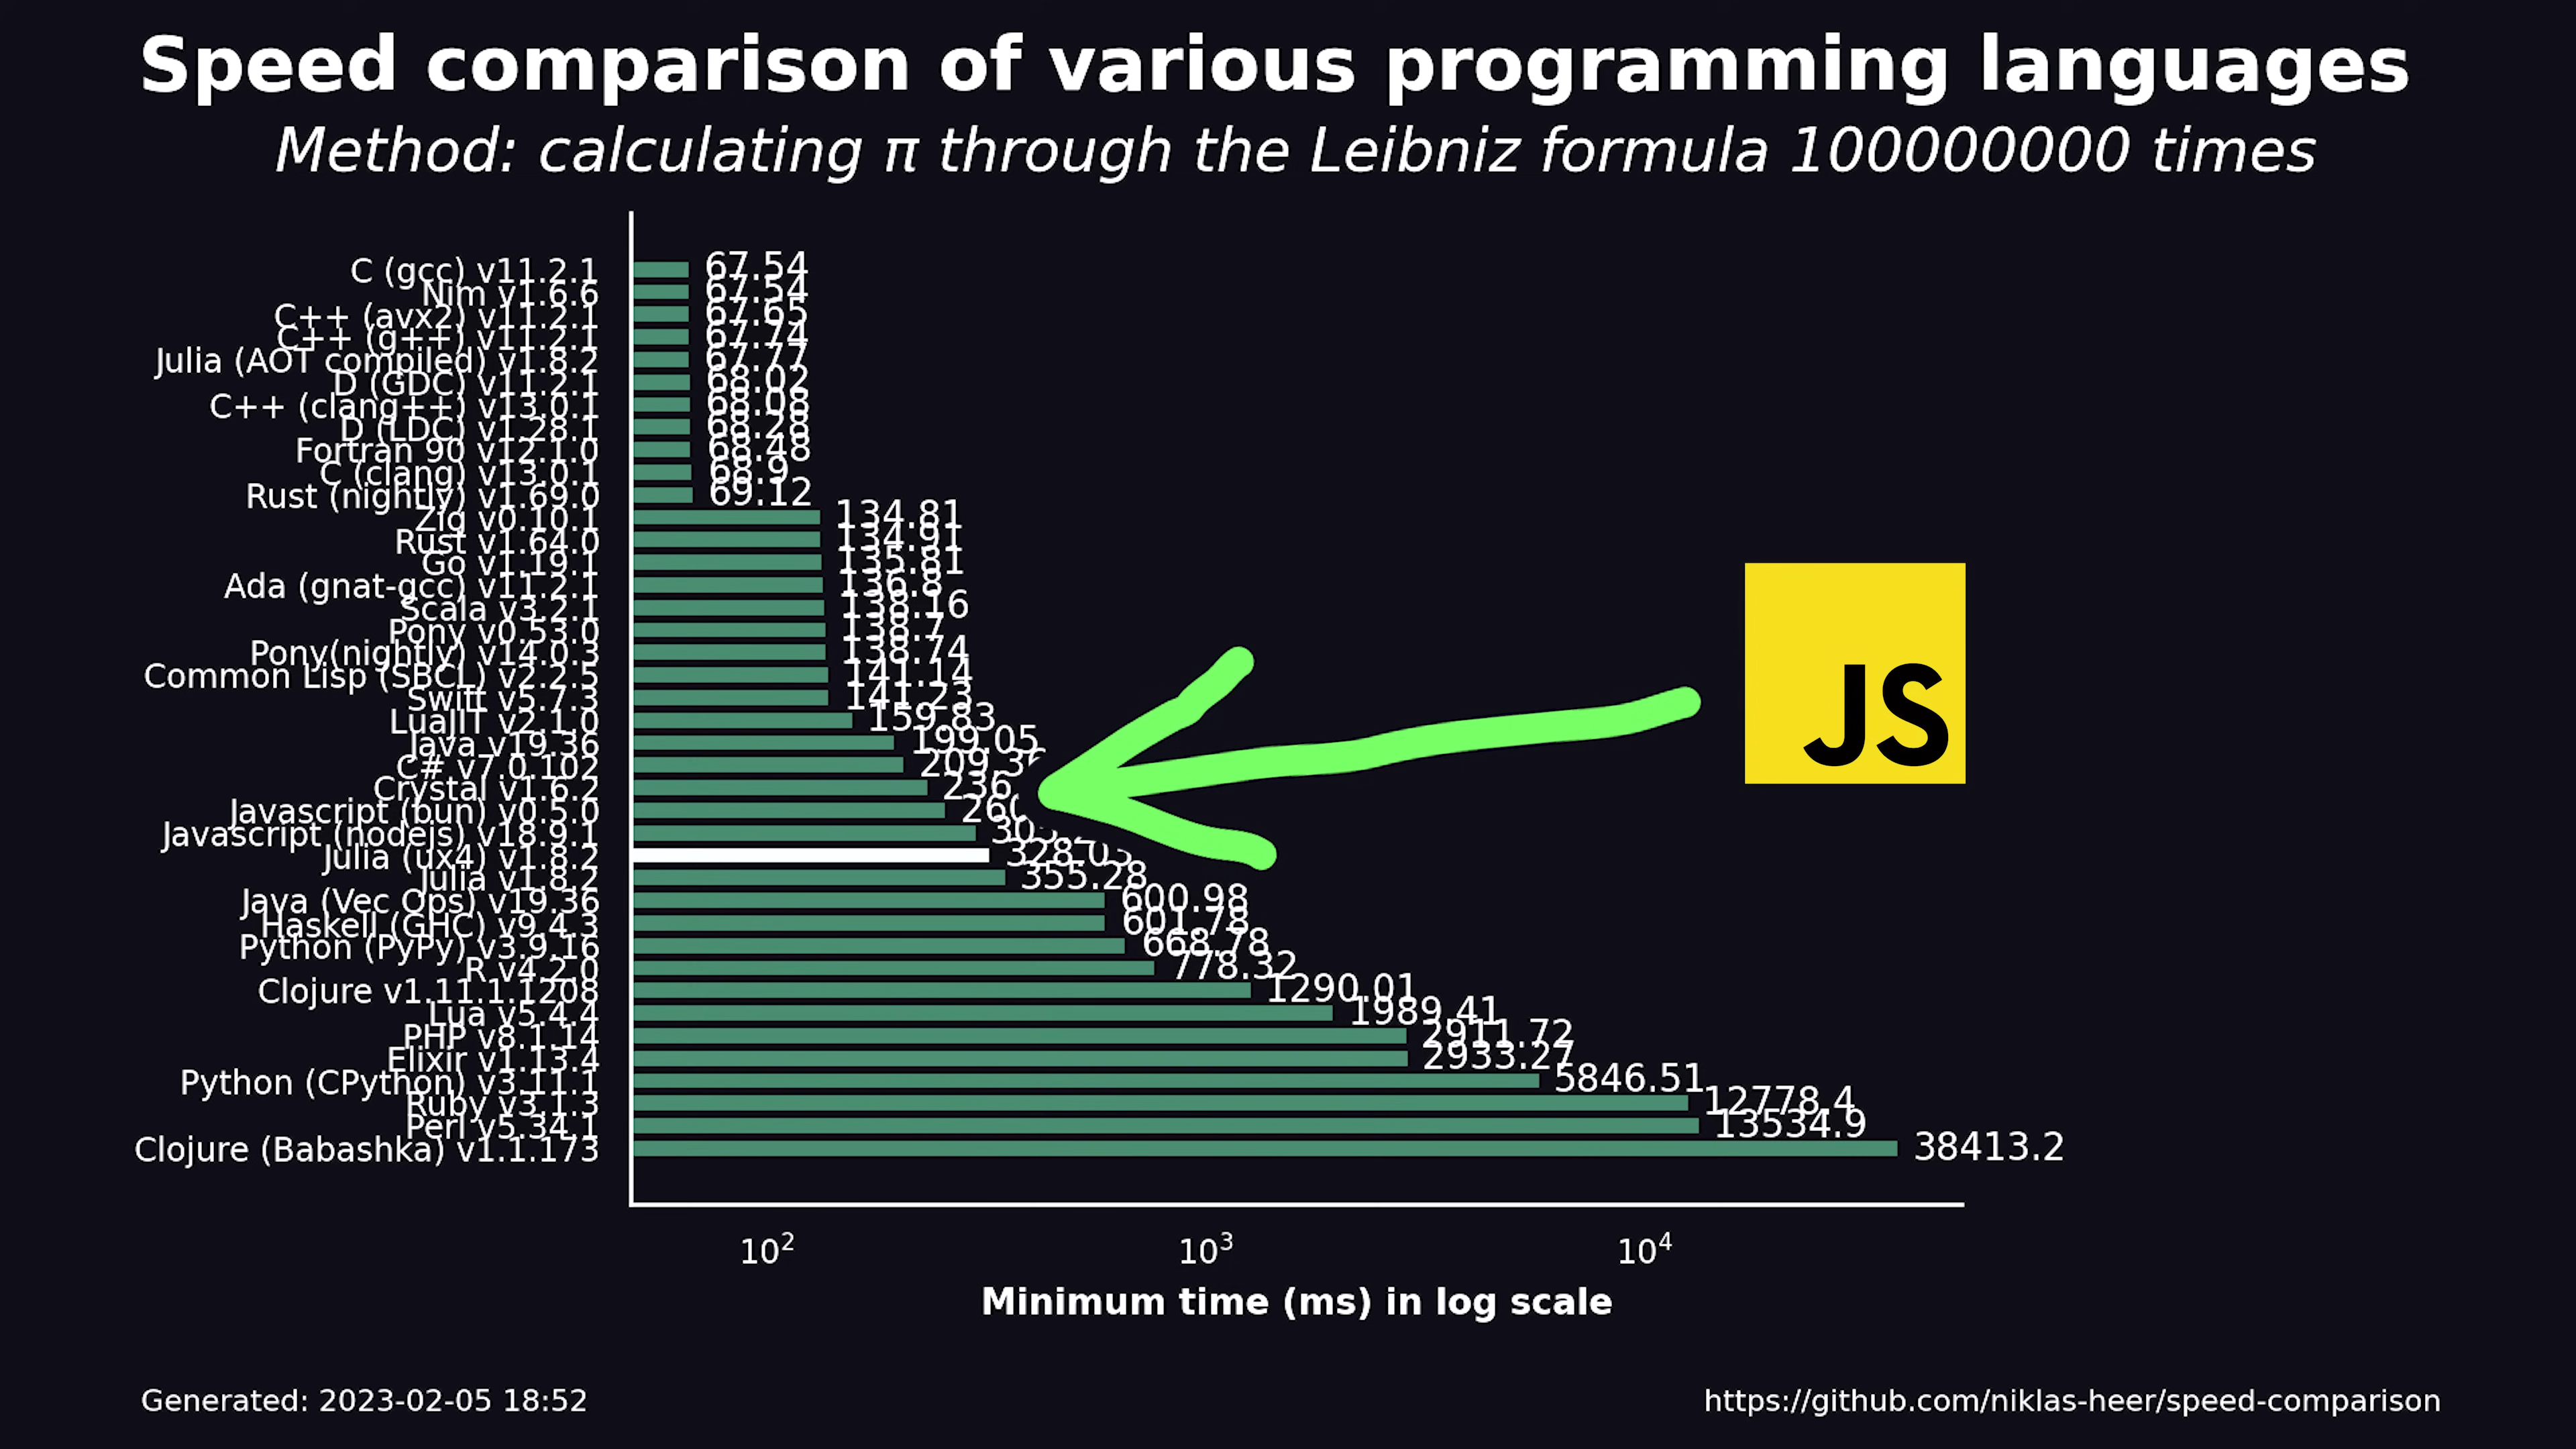 Speed comparison of various programming languages
Method: calculating π through the Leibniz formula 100000000 times
C (gcc) v11.2.1 67.54
Nim v1.6.6 67.54
C++ (avx2) v11.2.1 67.65
C++ (g++) v11.2.1 67.74
Julia (AOT compiled) v1.8.2 67.77
D (GDC) v11.2.1 68.02
C++ (clang++) v13.0.1 68.08
D (LDC) v1.28.1 68.28
Fortran 90 v12.1.0 68.48
C (clang) v13.0.1 68.9
Rust (nightly) v1.69.0 69.12
Zig v0.10.1 134.81
Rust v1.64.0 134.91
Go v1.19.1 135.81
Ada (gnat-gcc) v11.2.1 136.8
Scala v3.2.1 138.16
Pony v0.53.0 138.7
Pony(nightly) v14.0.3 138.74
Common Lisp (SBCL) v2.2.5 141.14
Swift v5.7.3 141.23
LuaJIT v2.1.0 159.83
Java v19.36 199.05
C# v7.0.102 209.36
Crystal v1.6.2 236
Javascript (bun) v0.5.0 260
Javascript (nodejs) v18.9.1
Julia (ux4) v1.8.2 328.03
Julia v1.8.2 355.28
Java (Vec Ops) v19.36 600.98
Haskell (GHC) v9.4.3 601.78
Python (PyPy) v3.9.16 668.78
R v4.2.0 778.32
Clojure v1.11.1.1208 1290.01
Lua v5.4.4 1989.41
PHP v8.1.14 2911.72
Elixir v1.13.4 2933.27
Python (CPython) v3.11.1 5846.51
Ruby v3.1.3 12778.4
Perl v5.34.1 13534.9
Clojure (Babashka) v1.1.173 38413.2
JS
10² 10³ 10⁴
Minimum time (ms) in log scale
Generated: 2023-02-05 18:52
https://github.com/niklas-heer/speed-comparison